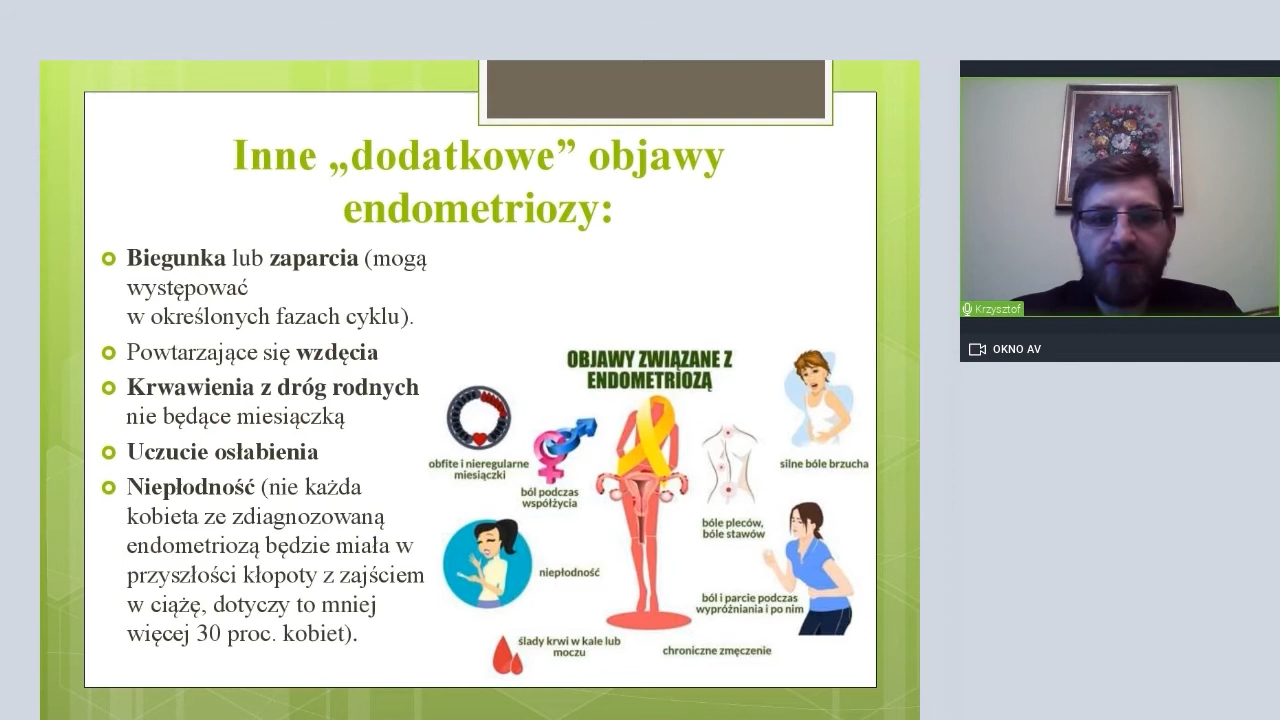 Inne „dodatkowe” objawy
endometriozy:
Biegunka lub zaparcia (mogą
występować
w określonych fazach cyklu).
Powtarzające się wzdęcia
Krwawienia z dróg rodnych
nie będące miesiączką
Uczucie osłabienia
Niepłodność (nie każda
kobieta ze zdiagnozowaną
endometriozą będzie miała w
przyszłości kłopoty z zajściem
w ciążę, dotyczy to mniej
więcej 30 proc. kobiet).
OBJAWY ZWIĄZANE Z
ENDOMETRIOZĄ
obfite i nieregularne
miesiączki
ból podczas
współżycia
silne bóle brzucha
bóle pleców,
bóle stawów
niepłodność
ból i parcie podczas
wypróżniania i po nim
ślady krwi w kale lub
moczu
chroniczne zmęczenie
Krzysztof
OKNO AV